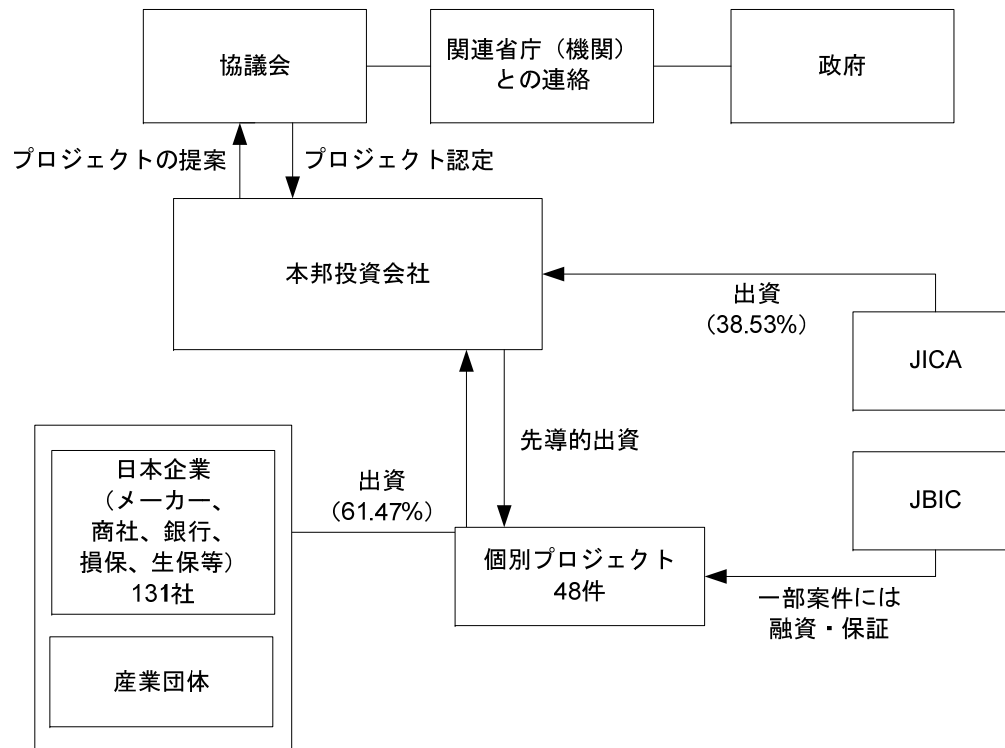 協議会
関連省庁（機関）
との連絡
政府
プロジェクトの提案
プロジェクト認定
本邦投資会社
出資
（38.53%）
JICA
先導的出資
日本企業
（メーカー、
商社、銀行、
損保、生保等）
131社
出資
（61.47%）
JBIC
個別プロジェクト
48件
一部案件には
融資・保証
産業団体